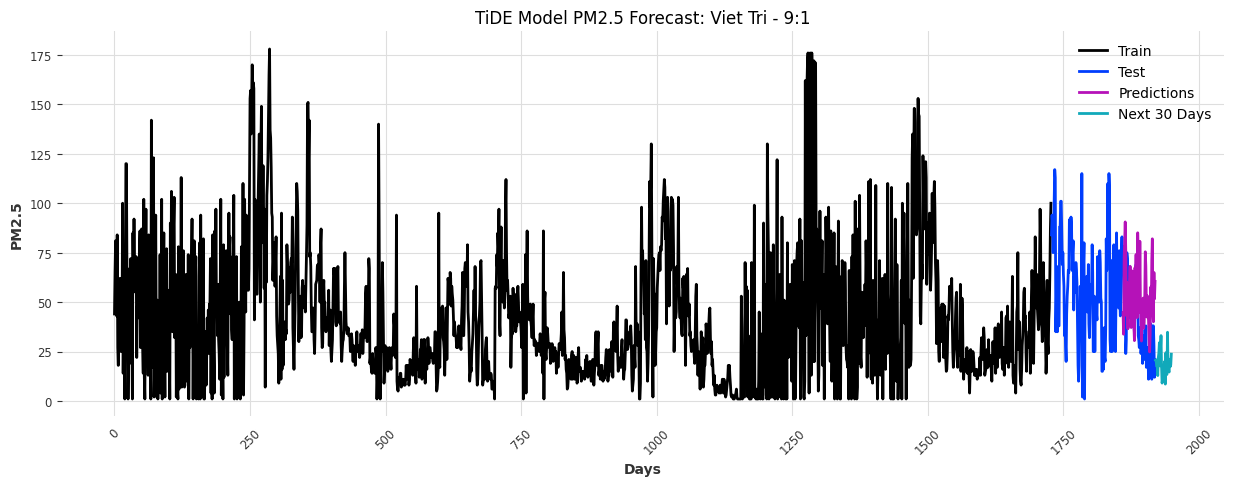 TiDE Model PM2.5 Forecast: Viet Tri - 9:1
Train
Test
Predictions
Next 30 Days
PM2.5
175
150
125
100
75
50
25
0
0
250
500
750
1000
1250
1500
1750
2000
Days